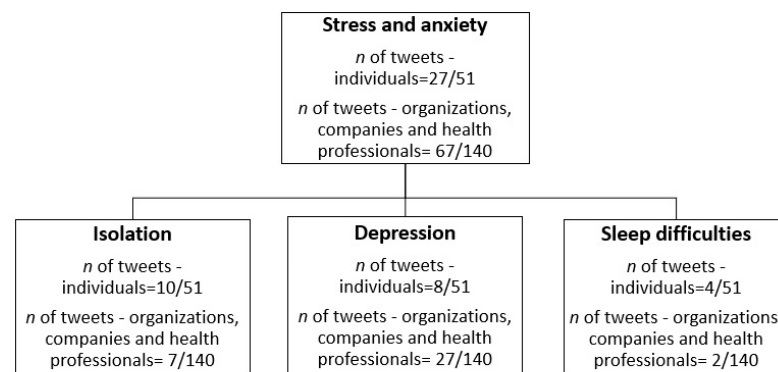 Stress and anxiety
n of tweets -
individuals=27/51
n of tweets - organizations,
companies and health
professionals= 67/140
Isolation
n of tweets -
individuals=10/51
n of tweets - organizations,
companies and health
professionals= 7/140
Depression
n of tweets -
individuals=8/51
n of tweets - organizations,
companies and health
professionals= 27/140
Sleep difficulties
n of tweets -
individuals=4/51
n of tweets - organizations
companies and health
professionals= 2/140